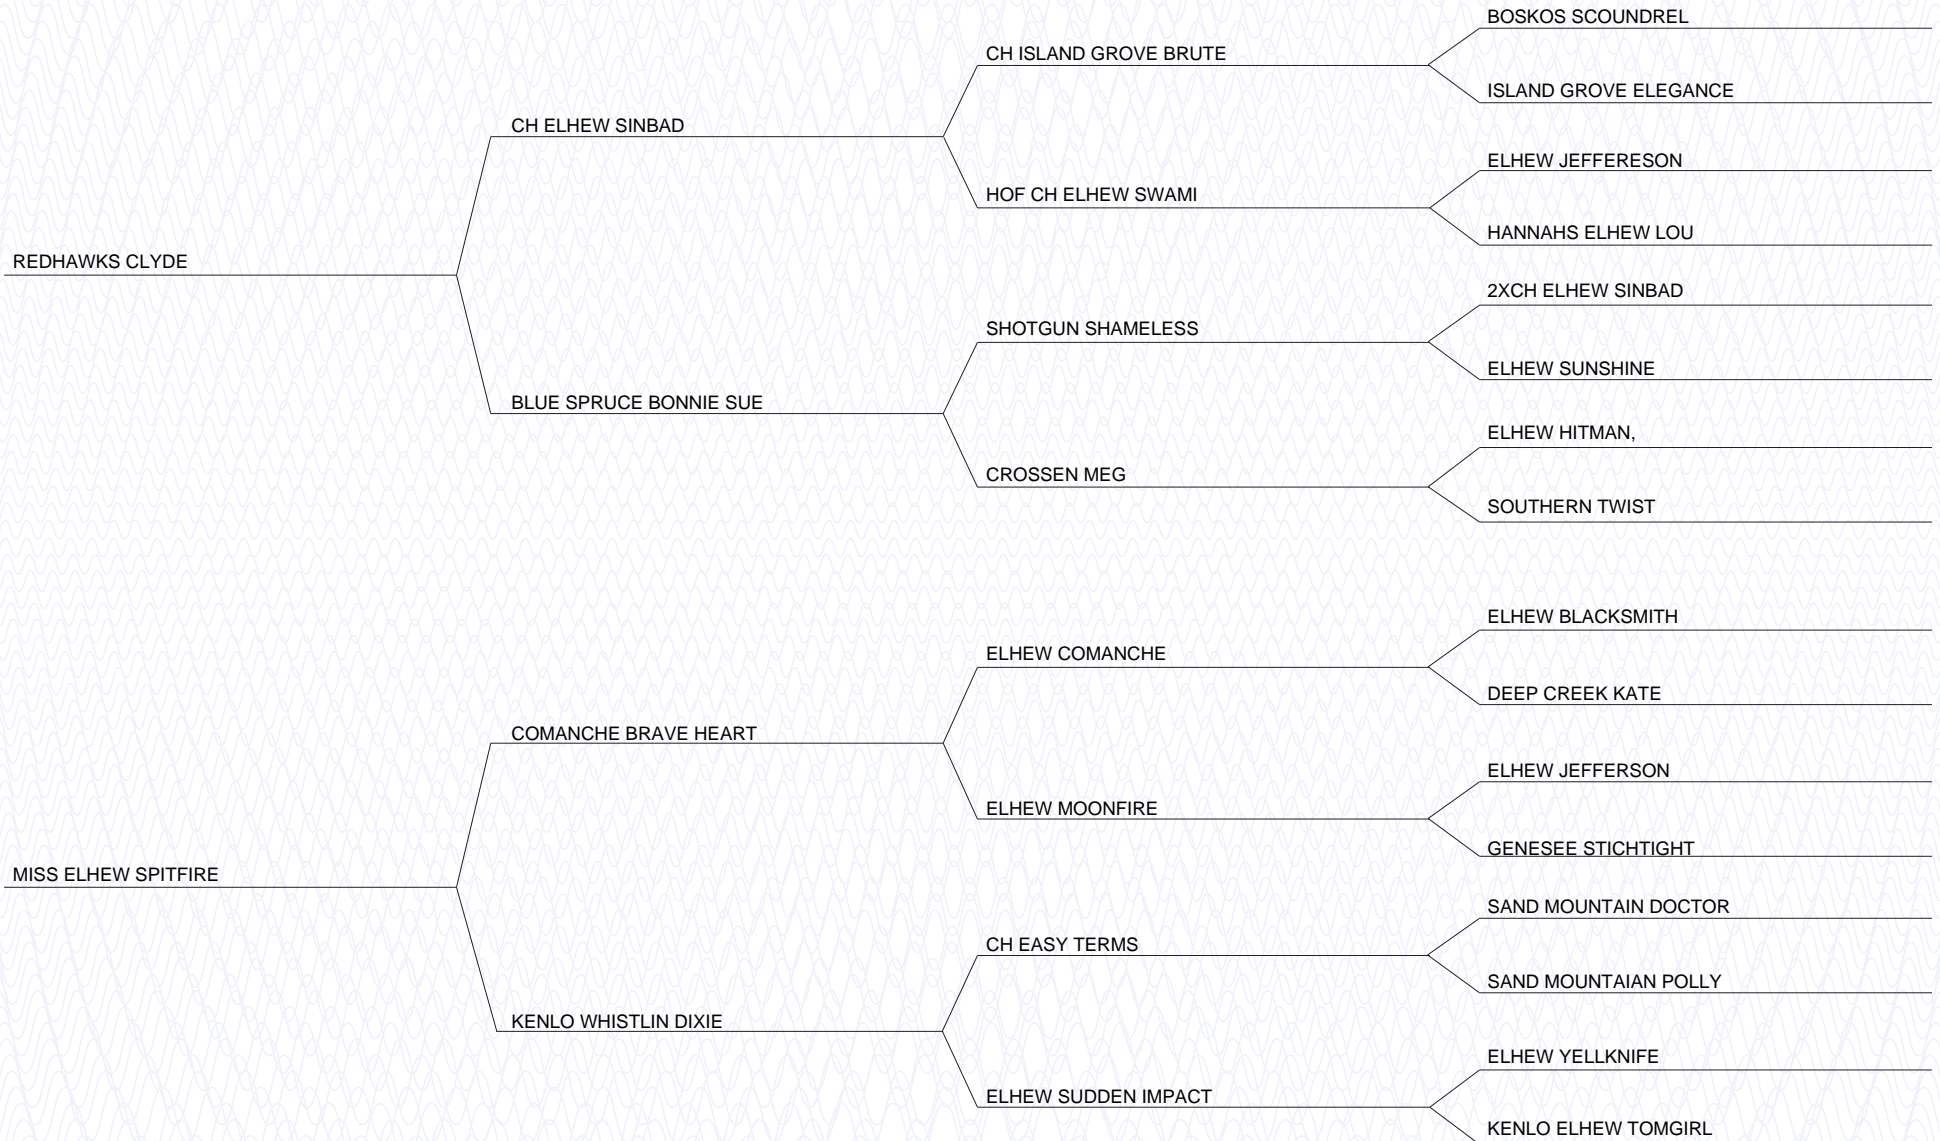 BOSKOS SCOUNDREL
CH ISLAND GROVE BRUTE
ISLAND GROVE ELEGANCE
CH ELHEW SINBAD
ELHEW JEFFERESON
HOF CH ELHEW SWAMI
HANNAHS ELHEW LOU
REDHAWKS CLYDE
2XCH ELHEW SINBAD
SHOTGUN SHAMELESS
ELHEW SUNSHINE
BLUE SPRUCE BONNIE SUE
ELHEW HITMAN,
CROSSEN MEG
SOUTHERN TWIST
ELHEW BLACKSMITH
ELHEW COMANCHE
DEEP CREEK KATE
COMANCHE BRAVE HEART
ELHEW JEFFERSON
ELHEW MOONFIRE
GENESEE STICHTIGHT
MISS ELHEW SPITFIRE
SAND MOUNTAIN DOCTOR
CH EASY TERMS
SAND MOUNTAIAN POLLY
KENLO WHISTLIN DIXIE
ELHEW YELLKNIFE
ELHEW SUDDEN IMPACT
KENLO ELHEW TOMGIRL